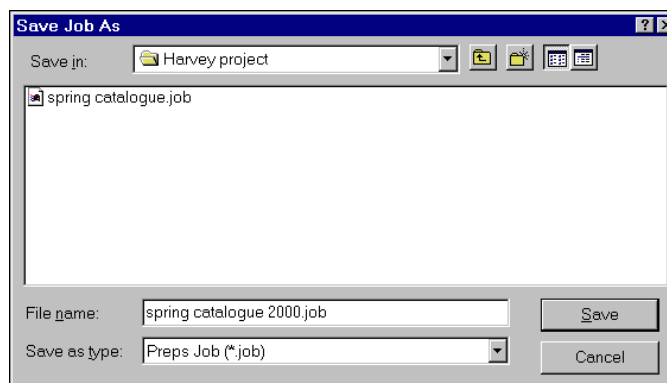 Save Job As
Save in: Harvey project
spring catalogue.job
File name: spring catalogue 2000.job Save
Save as type: Preps Job (*.job) Cancel